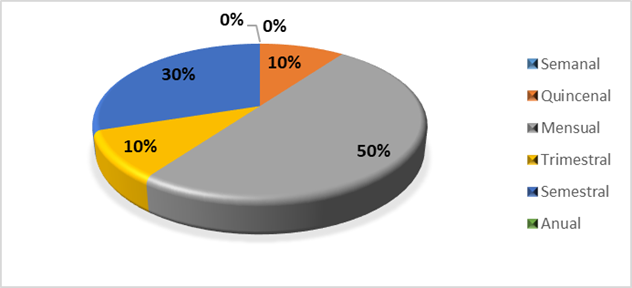 0% 0%
10%
30%
10%
50%
Semanal
Quincenal
Mensual
Trimestral
Semestral
Anual